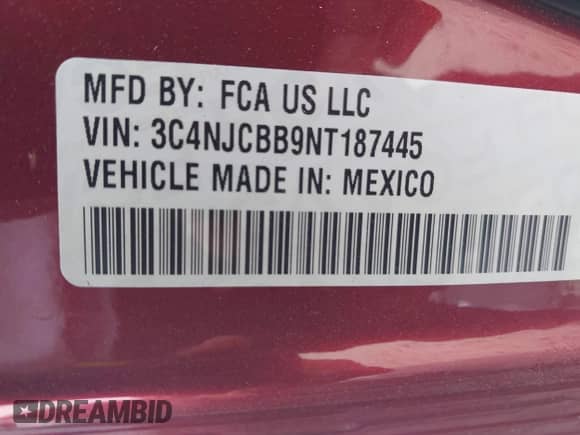 MFD BY: FCA US LLC
VIN: 3C4NJCBB9NT187445
VEHICLE MADE IN: MEXICO
DREAMBID